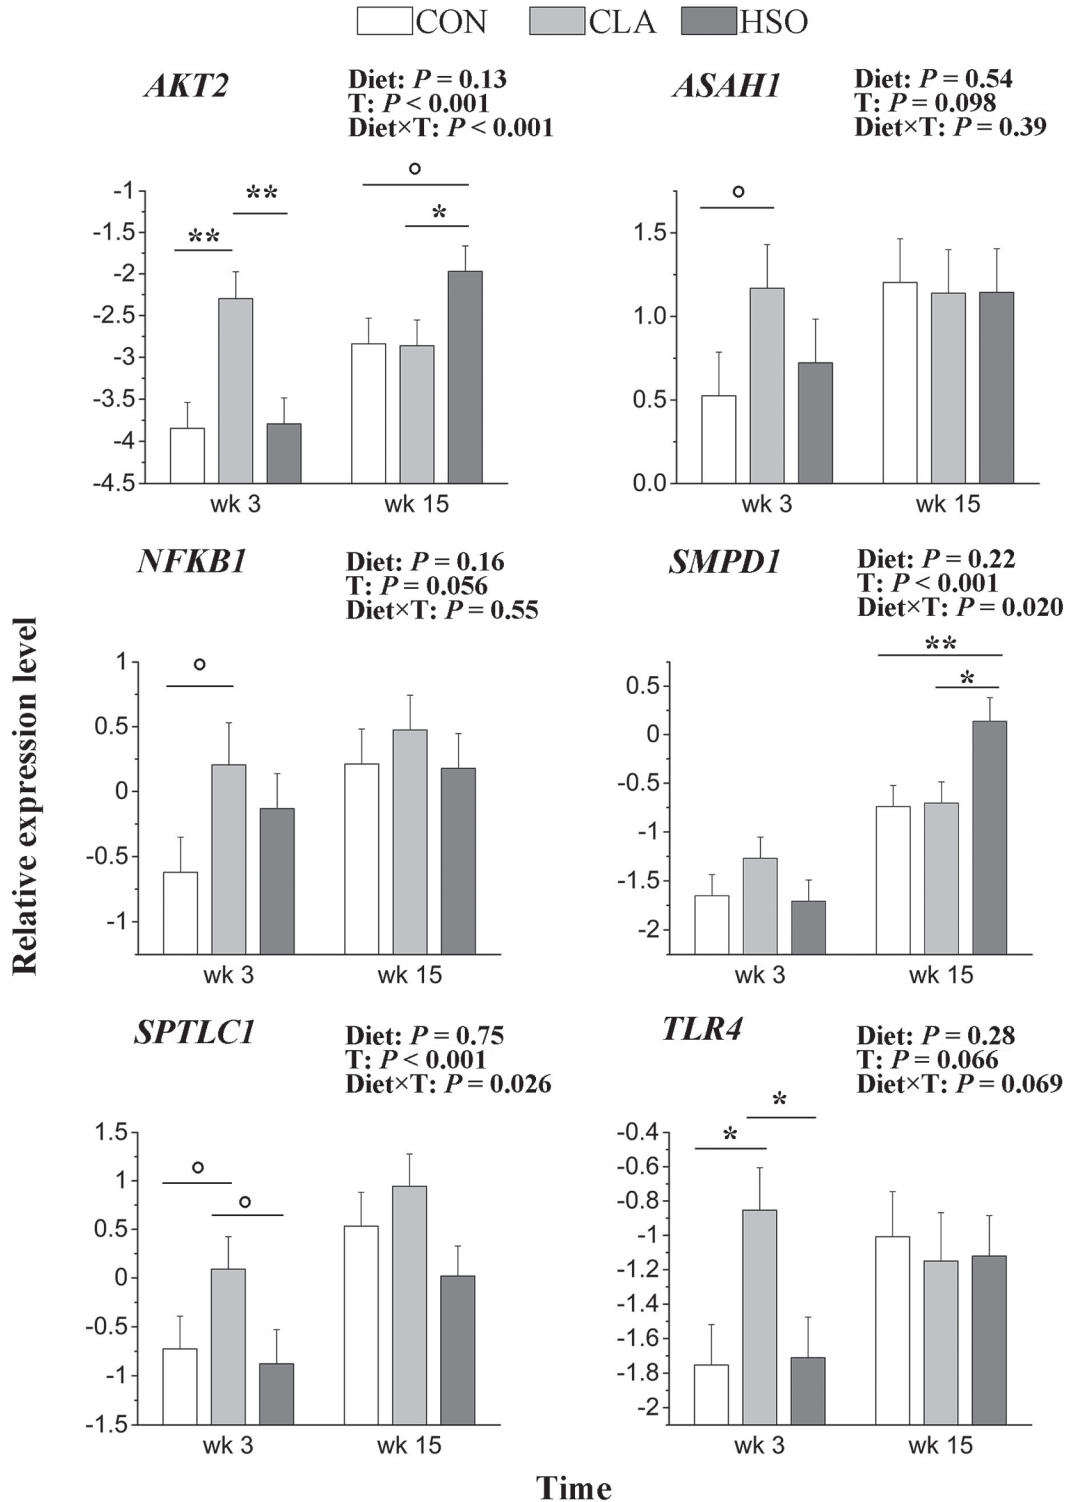 CON CLA HSO
AKT2
Diet: P = 0.13
T: P < 0.001
Diet×T: P < 0.001
**
**
°
*
-1
-1.5
-2
-2.5
-3
-3.5
-4
-4.5
wk 3 wk 15
ASAH1
Diet: P = 0.54
T: P = 0.098
Diet×T: P = 0.39
°
1.5
1.0
0.5
0.0
wk 3 wk 15
Relative expression level
NFKB1
Diet: P = 0.16
T: P = 0.056
Diet×T: P = 0.55
°
1
0.5
0
-0.5
-1
wk 3 wk 15
SMPD1
Diet: P = 0.22
T: P < 0.001
Diet×T: P = 0.020
**
*
0.5
0
-0.5
-1
-1.5
-2
wk 3 wk 15
SPTLC1
Diet: P = 0.75
T: P < 0.001
Diet×T: P = 0.026
°
°
1.5
1
0.5
0
-0.5
-1
-1.5
wk 3 wk 15
TLR4
Diet: P = 0.28
T: P = 0.066
Diet×T: P = 0.069
*
*
-0.4
-0.6
-0.8
-1
-1.2
-1.4
-1.6
-1.8
-2
wk 3 wk 15
Time